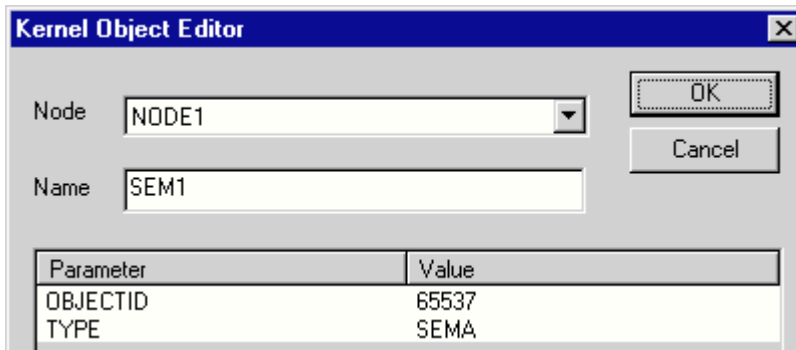 Kernel Object Editor
Node NODE1 OK
Cancel
Name SEM1
Parameter Value
OBJECTID 65537
TYPE SEMA